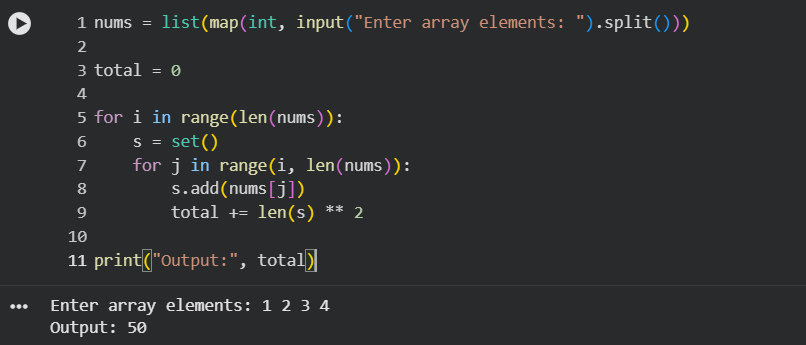 1 nums = list(map(int, input("Enter array elements: ").split()))
2
3 total = 0
4
5 for i in range(len(nums)):
6     s = set()
7     for j in range(i, len(nums)):
8         s.add(nums[j])
9         total += len(s) ** 2
10
11 print("Output:", total)
Enter array elements: 1 2 3 4
Output: 50